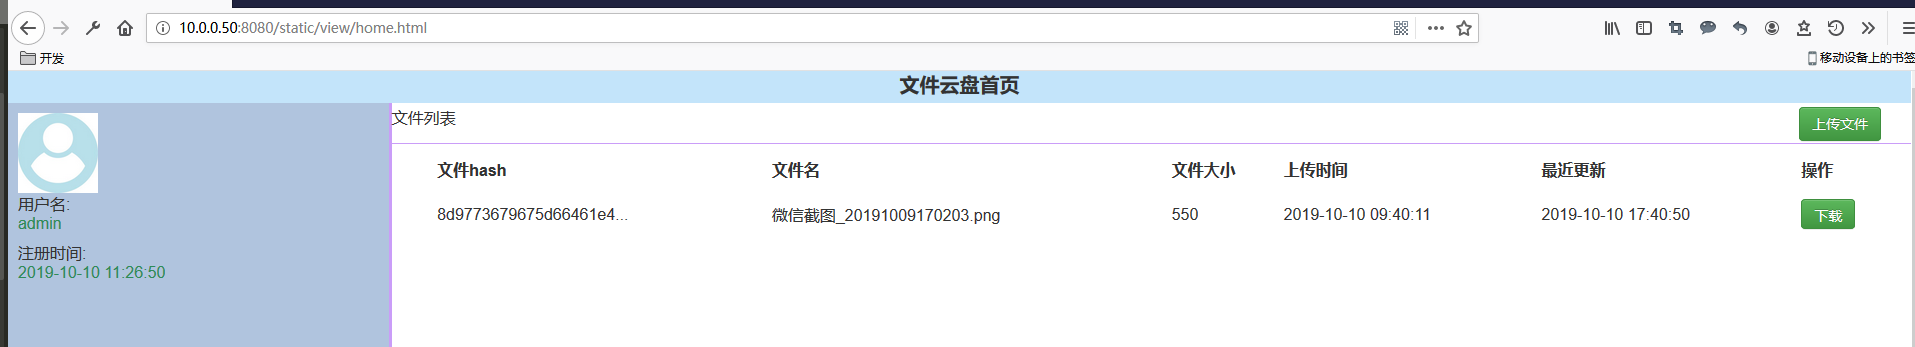 10.0.0.50:8080/static/view/home.html
开发
移动设备上的书签
文件云盘首页
用户名:
admin
注册时间:
2019-10-10 11:26:50
文件列表
上传文件
文件hash 文件名 文件大小 上传时间 最近更新 操作
8d9773679675d66461e4... 微信截图_20191009170203.png 550 2019-10-10 09:40:11 2019-10-10 17:40:50 下载